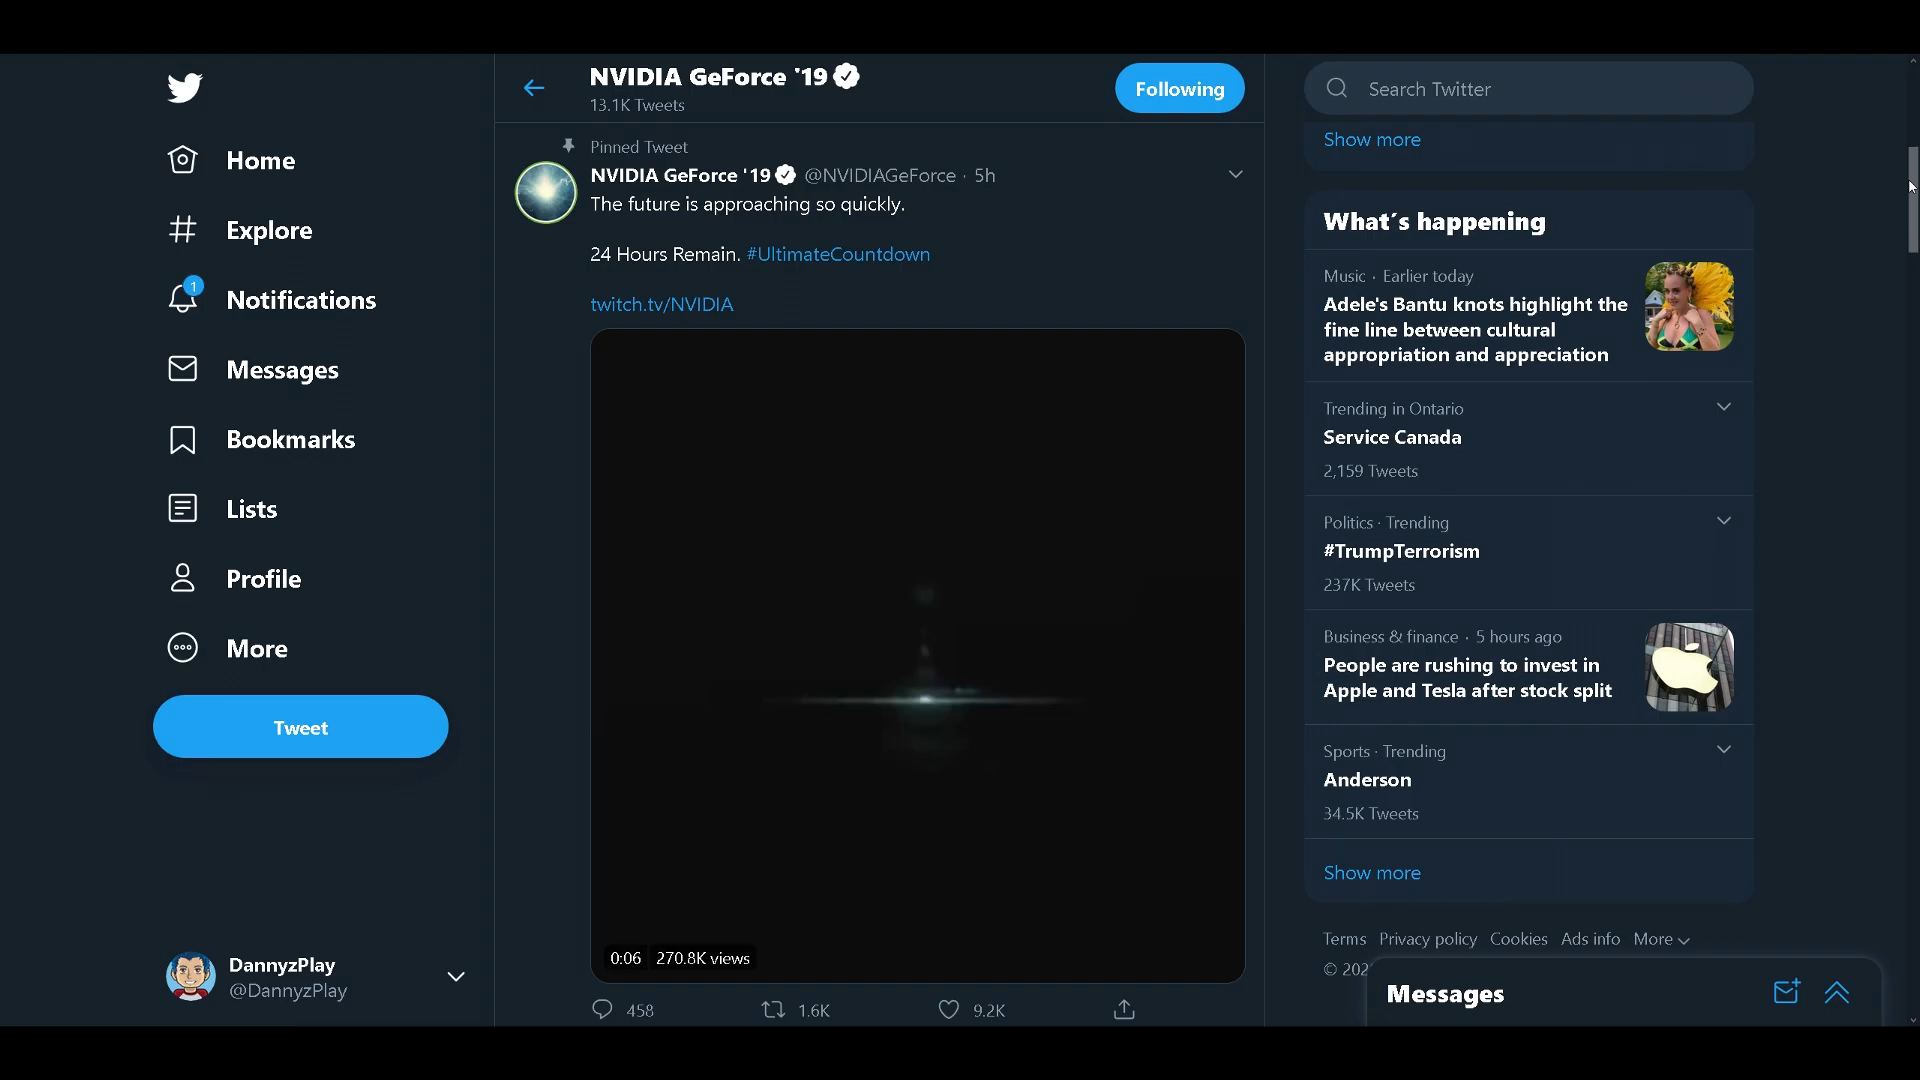 Home
Explore
1
Notifications
Messages
Bookmarks
Lists
Profile
More
Tweet
DannyzPlay
@DannyzPlay
NVIDIA GeForce '19
13.1K Tweets
Following
Pinned Tweet
NVIDIA GeForce '19 @NVIDIAGeForce · 5h
The future is approaching so quickly.
24 Hours Remain. #UltimateCountdown
twitch.tv/NVIDIA
0:06 270.8K views
458 1.6K 9.2K
Search Twitter
Show more
What's happening
Music · Earlier today
Adele's Bantu knots highlight the
fine line between cultural
appropriation and appreciation
Trending in Ontario
Service Canada
2,159 Tweets
Politics · Trending
#TrumpTerrorism
237K Tweets
Business & finance · 5 hours ago
People are rushing to invest in
Apple and Tesla after stock split
Sports · Trending
Anderson
34.5K Tweets
Show more
Terms Privacy policy Cookies Ads info More
©
Messages